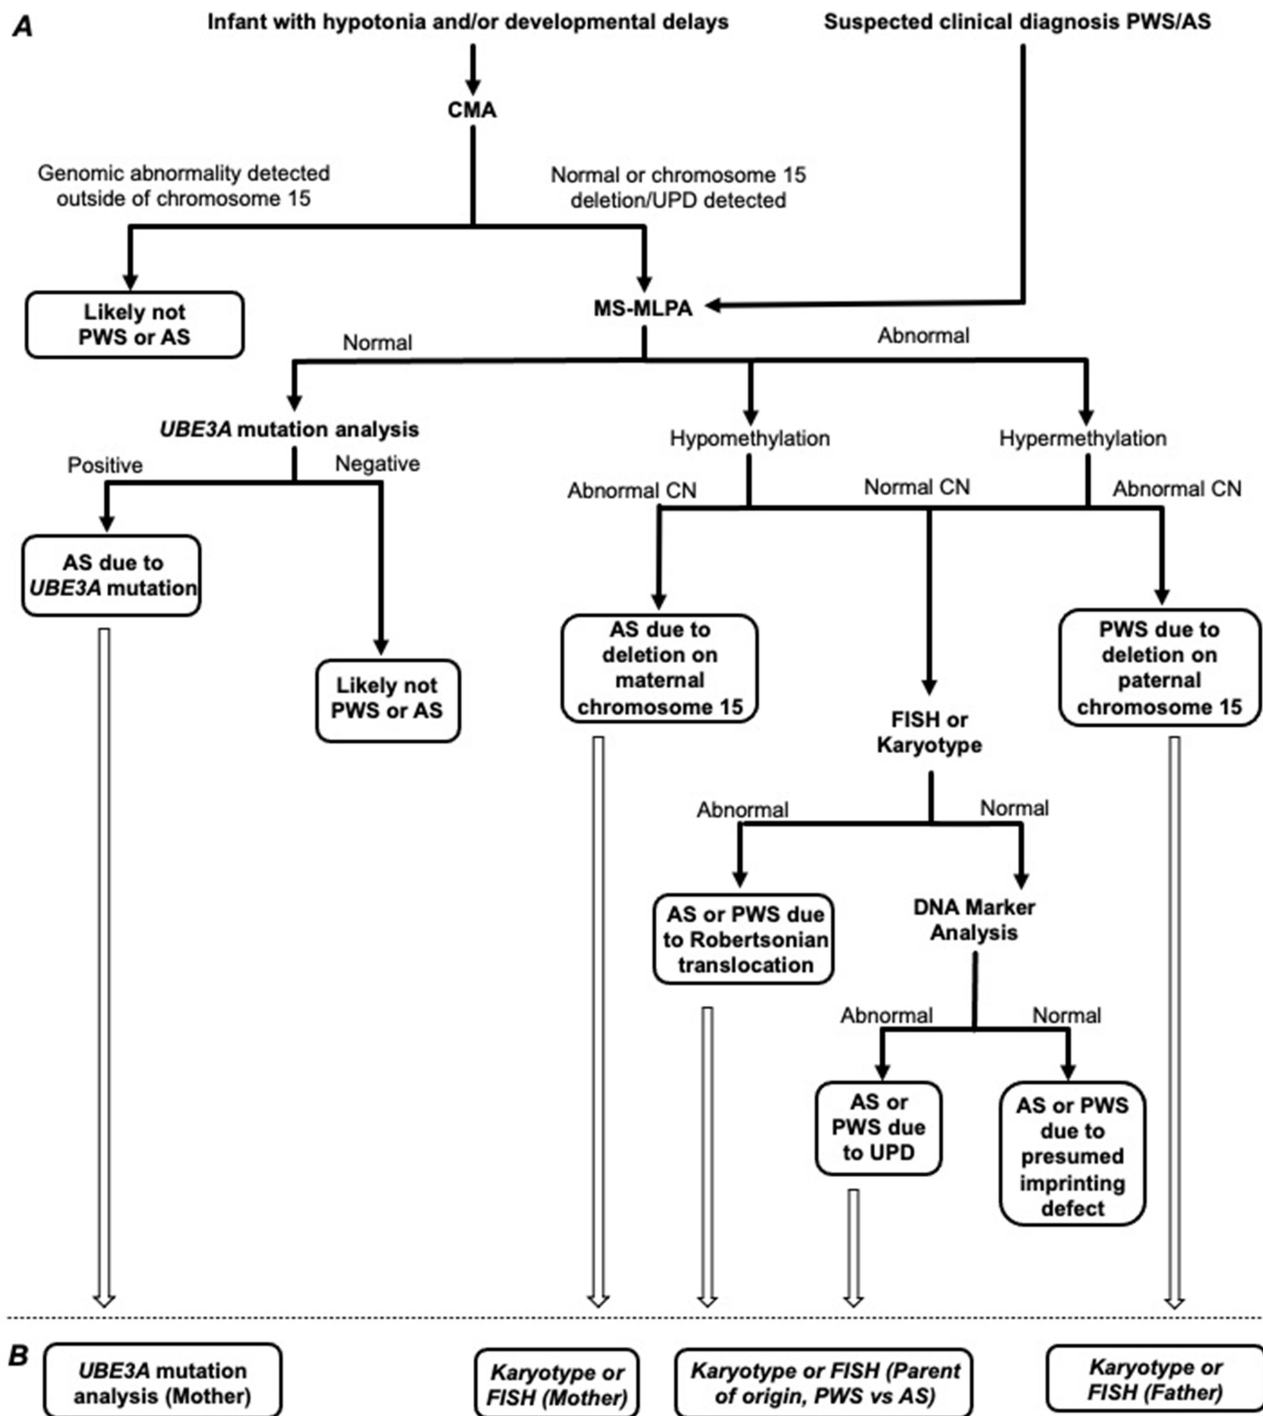 A
Infant with hypotonia and/or developmental delays
Suspected clinical diagnosis PWS/AS
CMA
Genomic abnormality detected
outside of chromosome 15
Normal or chromosome 15
deletion/UPD detected
Likely not
PWS or AS
MS-MLPA
Normal
Abnormal
UBE3A mutation analysis
Hypomethylation
Hypermethylation
Positive
Negative
Abnormal CN
Normal CN
Abnormal CN
AS due to
UBE3A mutation
Likely not
PWS or AS
AS due to
deletion on
maternal
chromosome 15
PWS due to
deletion on
paternal
chromosome 15
FISH or
Karyotype
Abnormal
Normal
AS or PWS due
to Robertsonian
translocation
DNA Marker
Analysis
Abnormal
Normal
AS or
PWS due
to UPD
AS or PWS
due to
presumed
imprinting
defect
B
UBE3A mutation
analysis (Mother)
Karyotype or
FISH (Mother)
Karyotype or FISH (Parent
of origin, PWS vs AS)
Karyotype or
FISH (Father)